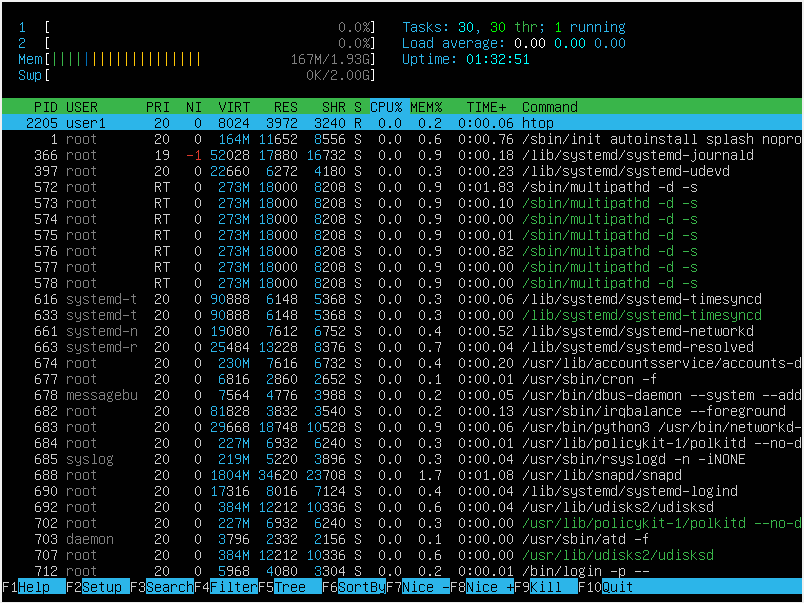 1 [ 0.0%] Tasks: 30, 30 thr; 1 running
2 [ 0.0%] Load average: 0.00 0.00 0.00
Mem[||||||||||||||||||| 167M/1.93G] Uptime: 01:32:51
Swp[ 0K/2.00G]
PID USER PRI NI VIRT RES SHR S CPU% MEM% TIME+ Command
2205 user1 20 0 8024 3972 3240 R 0.0 0.2 0:00.06 htop
1 root 20 0 164M 11652 8556 S 0.0 0.6 0:00.76 /sbin/init autoinstall splash nopro
366 root 19 -1 52028 17880 16732 S 0.0 0.9 0:00.18 /lib/systemd/systemd-journald
397 root 20 0 22660 6272 4180 S 0.0 0.3 0:00.23 /lib/systemd/systemd-udevd
572 root RT 0 273M 18000 8208 S 0.0 0.9 0:01.83 /sbin/multipathd -d -s
573 root RT 0 273M 18000 8208 S 0.0 0.9 0:00.10 /sbin/multipathd -d -s
574 root RT 0 273M 18000 8208 S 0.0 0.9 0:00.00 /sbin/multipathd -d -s
575 root RT 0 273M 18000 8208 S 0.0 0.9 0:00.01 /sbin/multipathd -d -s
576 root RT 0 273M 18000 8208 S 0.0 0.9 0:00.82 /sbin/multipathd -d -s
577 root RT 0 273M 18000 8208 S 0.0 0.9 0:00.00 /sbin/multipathd -d -s
578 root RT 0 273M 18000 8208 S 0.0 0.9 0:00.00 /sbin/multipathd -d -s
616 systemd-t 20 0 90888 6148 5368 S 0.0 0.3 0:00.06 /lib/systemd/systemd-timesyncd
633 systemd-t 20 0 90888 6148 5368 S 0.0 0.3 0:00.00 /lib/systemd/systemd-timesyncd
661 systemd-n 20 0 19080 7612 6752 S 0.0 0.4 0:00.52 /lib/systemd/systemd-networkd
663 systemd-r 20 0 25484 13228 8376 S 0.0 0.7 0:00.04 /lib/systemd/systemd-resolved
674 root 20 0 230M 7616 6732 S 0.0 0.4 0:00.20 /usr/lib/accountsservice/accounts-d
677 root 20 0 6816 2860 2652 S 0.0 0.1 0:00.01 /usr/sbin/cron -f
678 messagebu 20 0 7564 4776 3988 S 0.0 0.2 0:00.05 /usr/bin/dbus-daemon --system --add
682 root 20 0 81828 3832 3540 S 0.0 0.2 0:00.13 /usr/sbin/irqbalance --foreground
683 root 20 0 29668 18748 10528 S 0.0 0.9 0:00.06 /usr/bin/python3 /usr/bin/networkd-
684 root 20 0 227M 6932 6240 S 0.0 0.3 0:00.01 /usr/lib/policykit-1/polkitd --no-d
685 syslog 20 0 219M 5220 3896 S 0.0 0.3 0:00.01 /usr/sbin/rsyslogd -n -iNONE
688 root 20 0 1804M 34620 23708 S 0.0 1.7 0:01.08 /usr/lib/snapd/snapd
690 root 20 0 17316 8016 7124 S 0.0 0.4 0:00.04 /lib/systemd/systemd-logind
692 root 20 0 384M 12212 10336 S 0.0 0.6 0:00.04 /usr/lib/udisks2/udisksd
702 root 20 0 227M 6932 6240 S 0.0 0.3 0:00.00 /usr/lib/policykit-1/polkitd --no-d
703 daemon 20 0 3796 2332 2156 S 0.0 0.1 0:00.00 /usr/sbin/atd -f
707 root 20 0 384M 12212 10336 S 0.0 0.6 0:00.00 /usr/lib/udisks2/udisksd
712 root 20 0 5968 4080 3304 S 0.0 0.2 0:00.01 /bin/login -p --
F1Help F2Setup F3SearchF4FilterF5Tree F6SortByF7Nice -F8Nice +F9Kill F10Quit